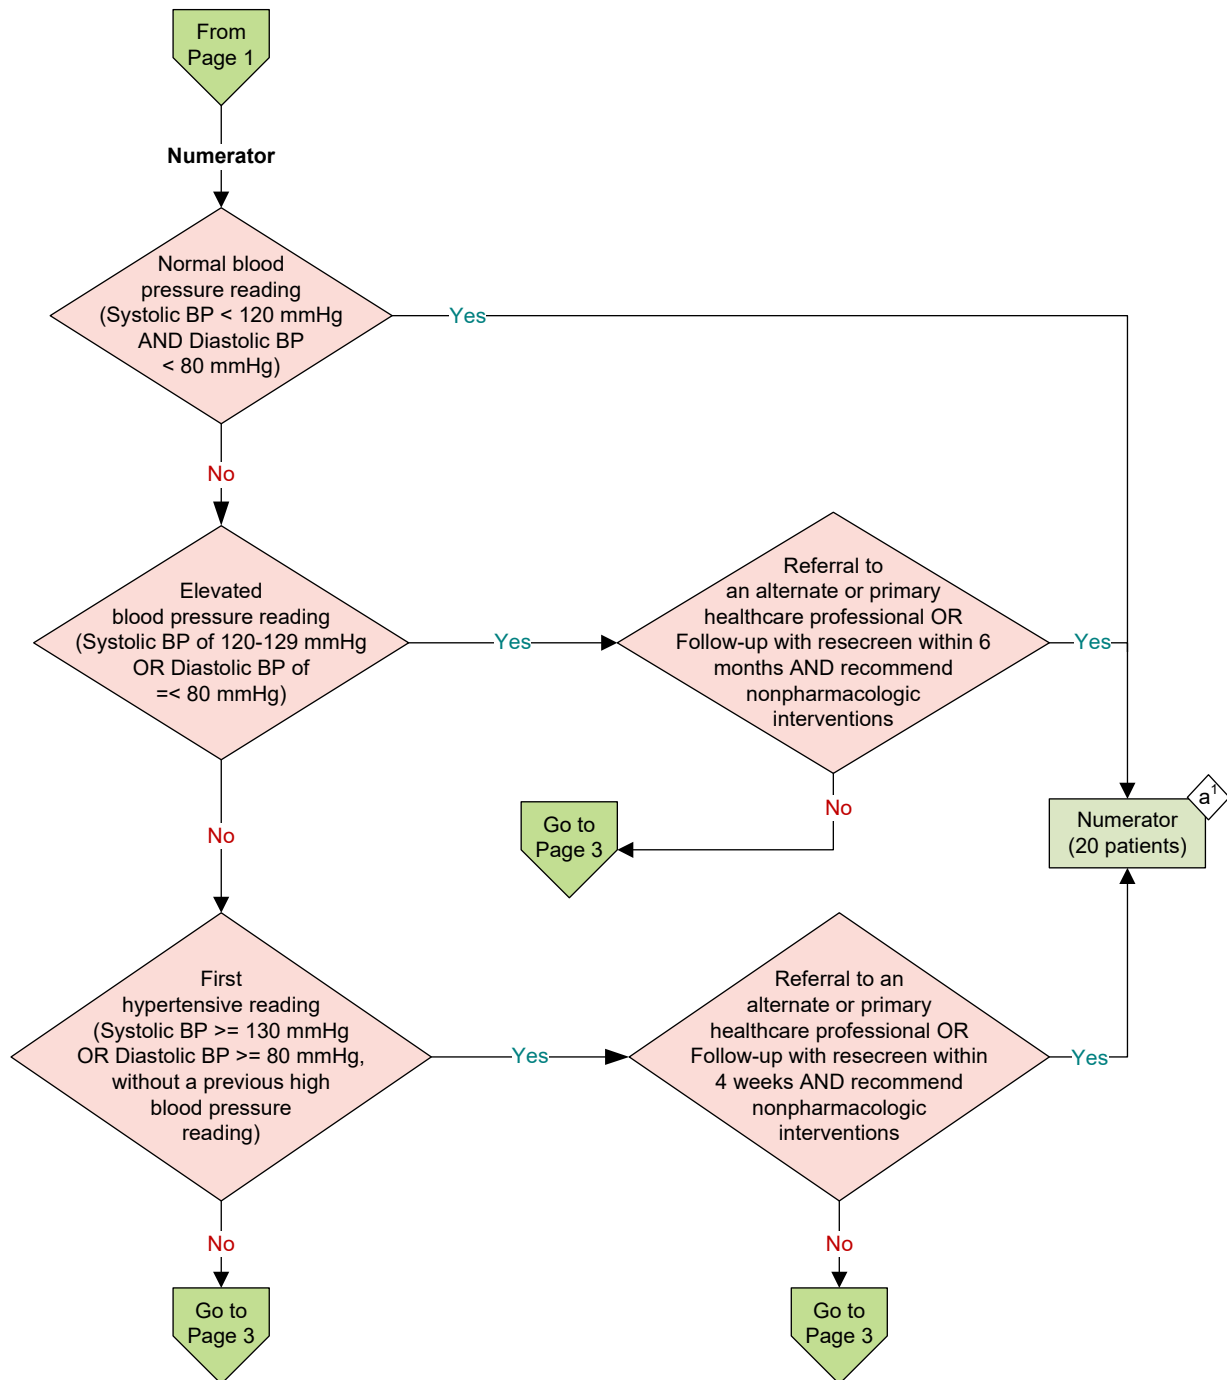 From
Page 1
Numerator
Normal blood
pressure reading
(Systolic BP < 120 mmHg
AND Diastolic BP
< 80 mmHg)
Yes
No
Elevated
blood pressure reading
(Systolic BP of 120-129 mmHg
OR Diastolic BP of
=< 80 mmHg)
Yes
Referral to
an alternate or primary
healthcare professional OR
Follow-up with resecreen within 6
months AND recommend
nonpharmacologic
interventions
Yes
No
Go to
Page 3
a¹
Numerator
(20 patients)
No
First
hypertensive reading
(Systolic BP >= 130 mmHg
OR Diastolic BP >= 80 mmHg,
without a previous high
blood pressure
reading)
Yes
Referral to an
alternate or primary
healthcare professional OR
Follow-up with resecreen within
4 weeks AND recommend
nonpharmacologic
interventions
Yes
No
Go to
Page 3
No
Go to
Page 3